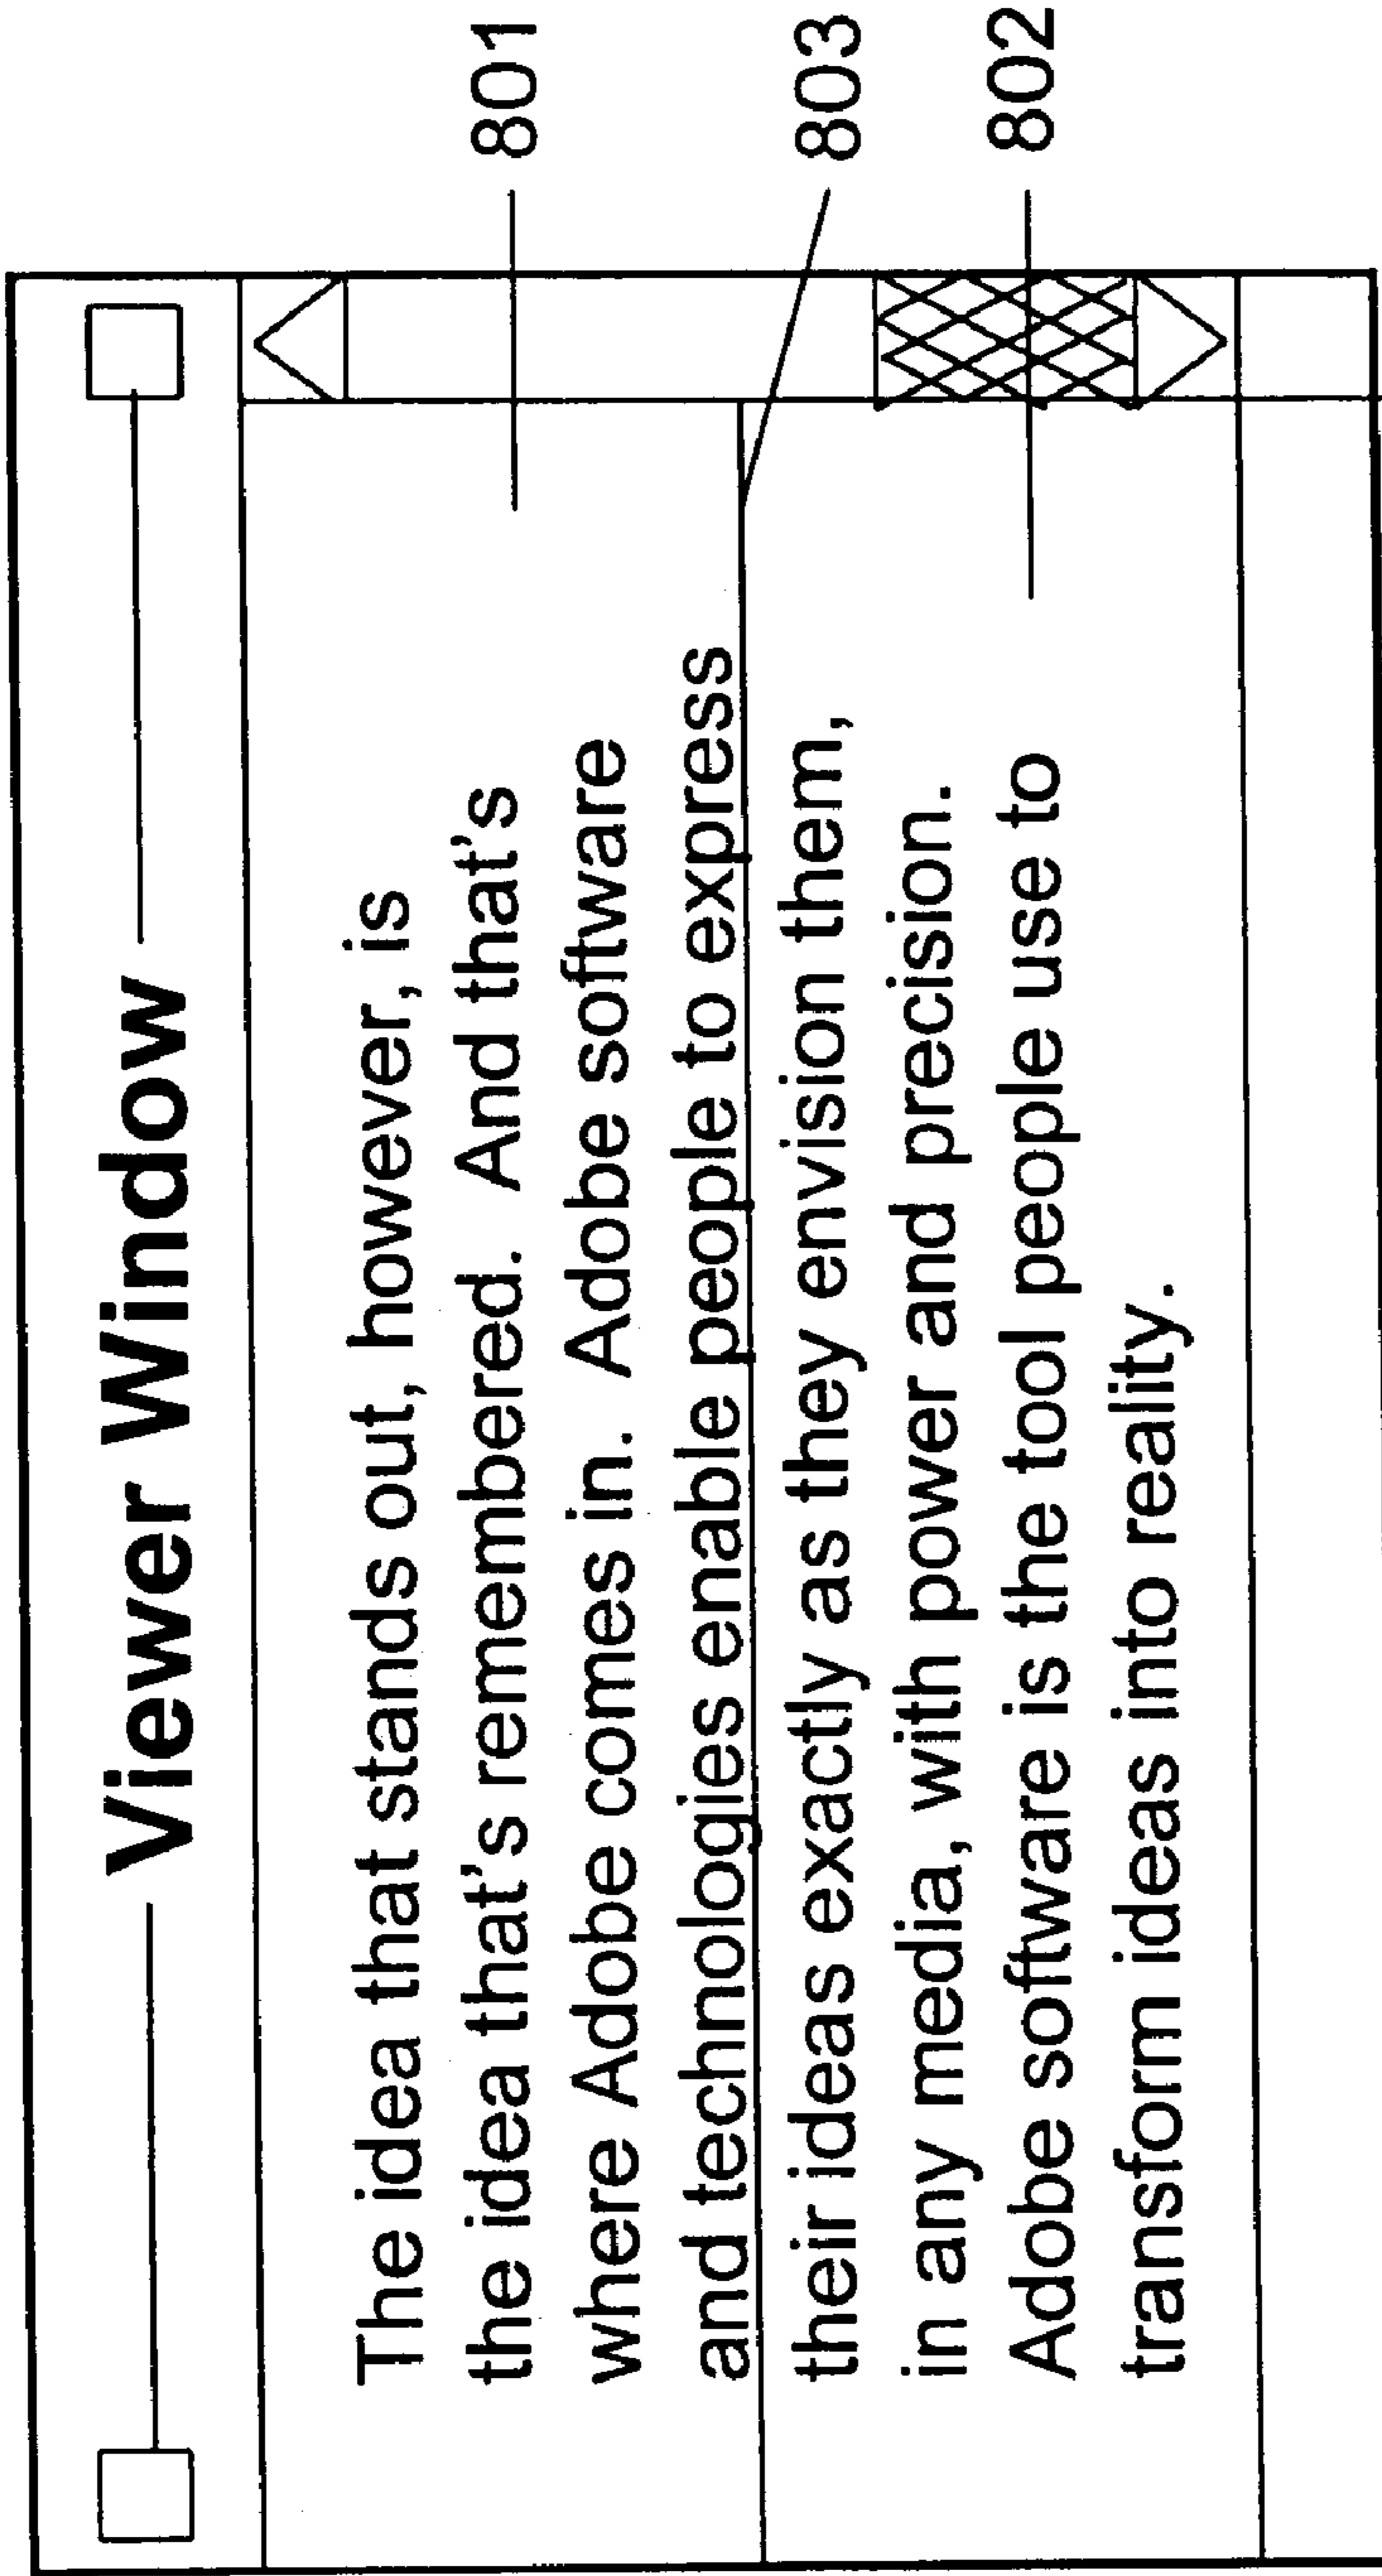 Viewer Window
The idea that stands out, however, is
the idea that's remembered. And that's
where Adobe comes in. Adobe software
and technologies enable people to express
their ideas exactly as they envision them,
in any media, with power and precision.
Adobe software is the tool people use to
transform ideas into reality.
801
803
802